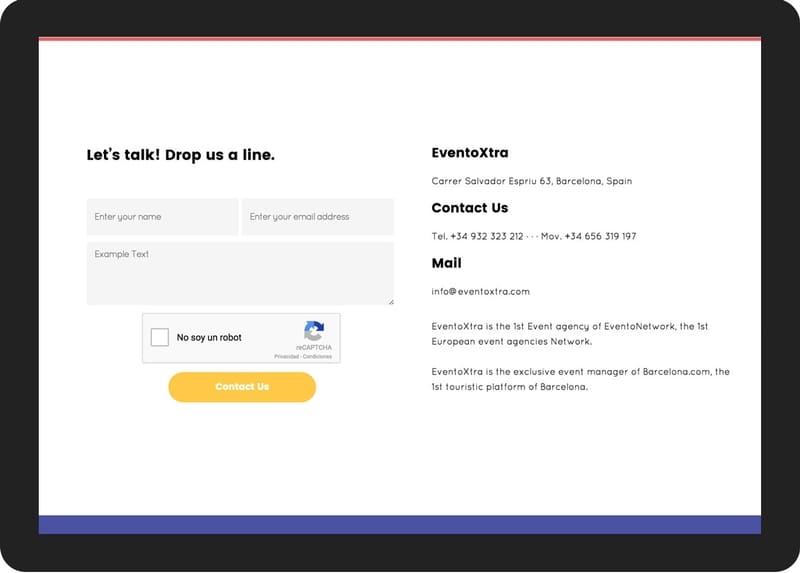 Let's talk! Drop us a line.
Enter your name
Enter your email address
Example Text
No soy un robot
reCAPTCHA
Privacidad - Condiciones
Contact Us
EventoXtra
Carrer Salvador Espriu 63, Barcelona, Spain
Contact Us
Tel. +34 932 323 212 · · · Mov. +34 656 319 197
Mail
info@eventoxtra.com
EventoXtra is the 1st Event agency of EventoNetwork, the 1st
European event agencies Network.
EventoXtra is the exclusive event manager of Barcelona.com, the
1st touristic platform of Barcelona.